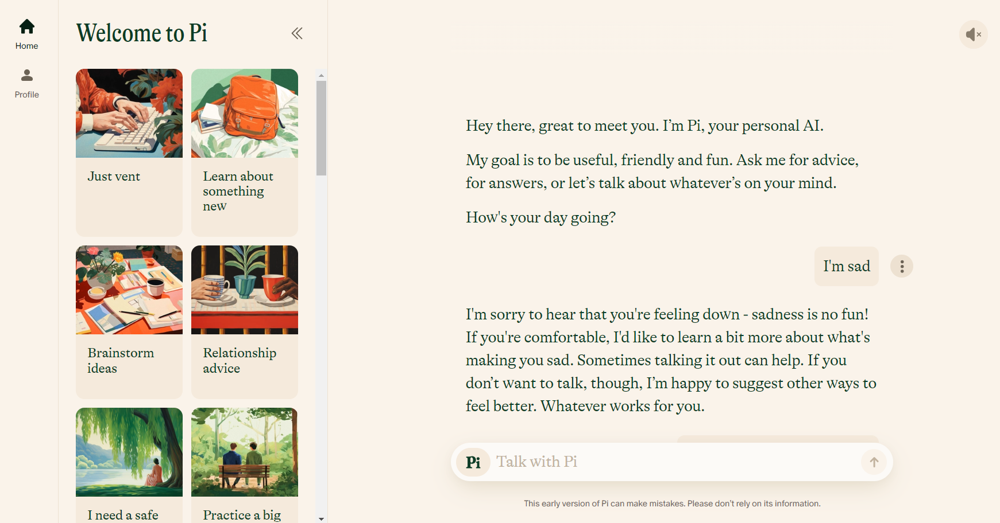 Home
Profile
Welcome to Pi
Just vent
Learn about
something
new
Brainstorm
ideas
Relationship
advice
I need a safe
Practice a big
Hey there, great to meet you. I’m Pi, your personal AI.
My goal is to be useful, friendly and fun. Ask me for advice,
for answers, or let’s talk about whatever’s on your mind.
How's your day going?
I'm sad
I'm sorry to hear that you're feeling down - sadness is no fun!
If you're comfortable, I'd like to learn a bit more about what's
making you sad. Sometimes talking it out can help. If you
don’t want to talk, though, I’m happy to suggest other ways to
feel better. Whatever works for you.
Pi Talk with Pi
This early version of Pi can make mistakes. Please don’t rely on its information.